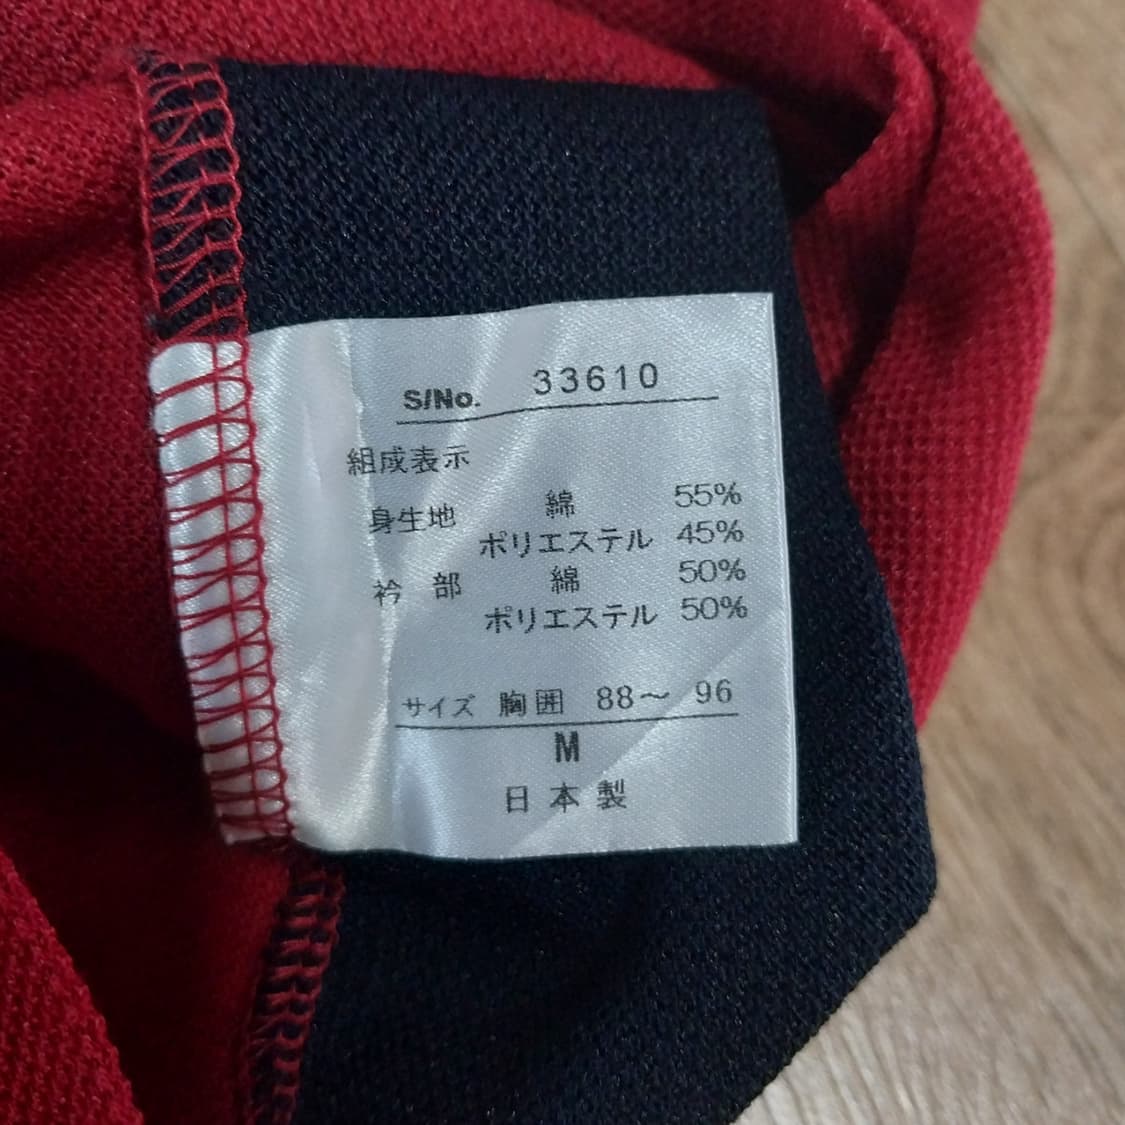 S/No. 33610
組成表示
身生地 綿 55%
ポリエステル 45%
衿部 綿 50%
ポリエステル 50%
サイズ 胸囲 88～96
M
日本製